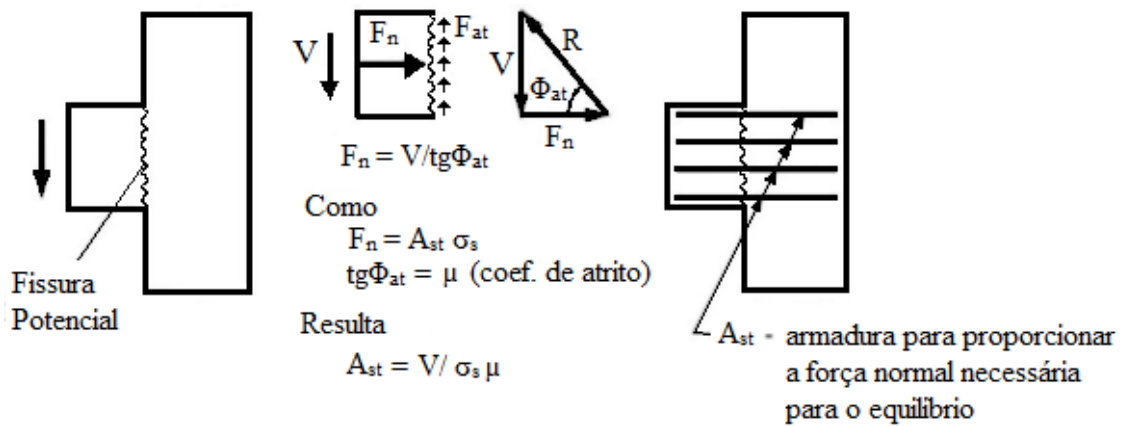 V
Fₙ
Fₐₜ
V
R
Φₐₜ
Fₙ
Fₙ = V/tgΦₐₜ
Como
Fₙ = Aₛₜ σₛ
tgΦₐₜ = μ (coef. de atrito)
Resulta
Aₛₜ = V/ σₛ μ
Fissura
Potencial
Aₛₜ - armadura para proporcionar
a força normal necessária
para o equilíbrio